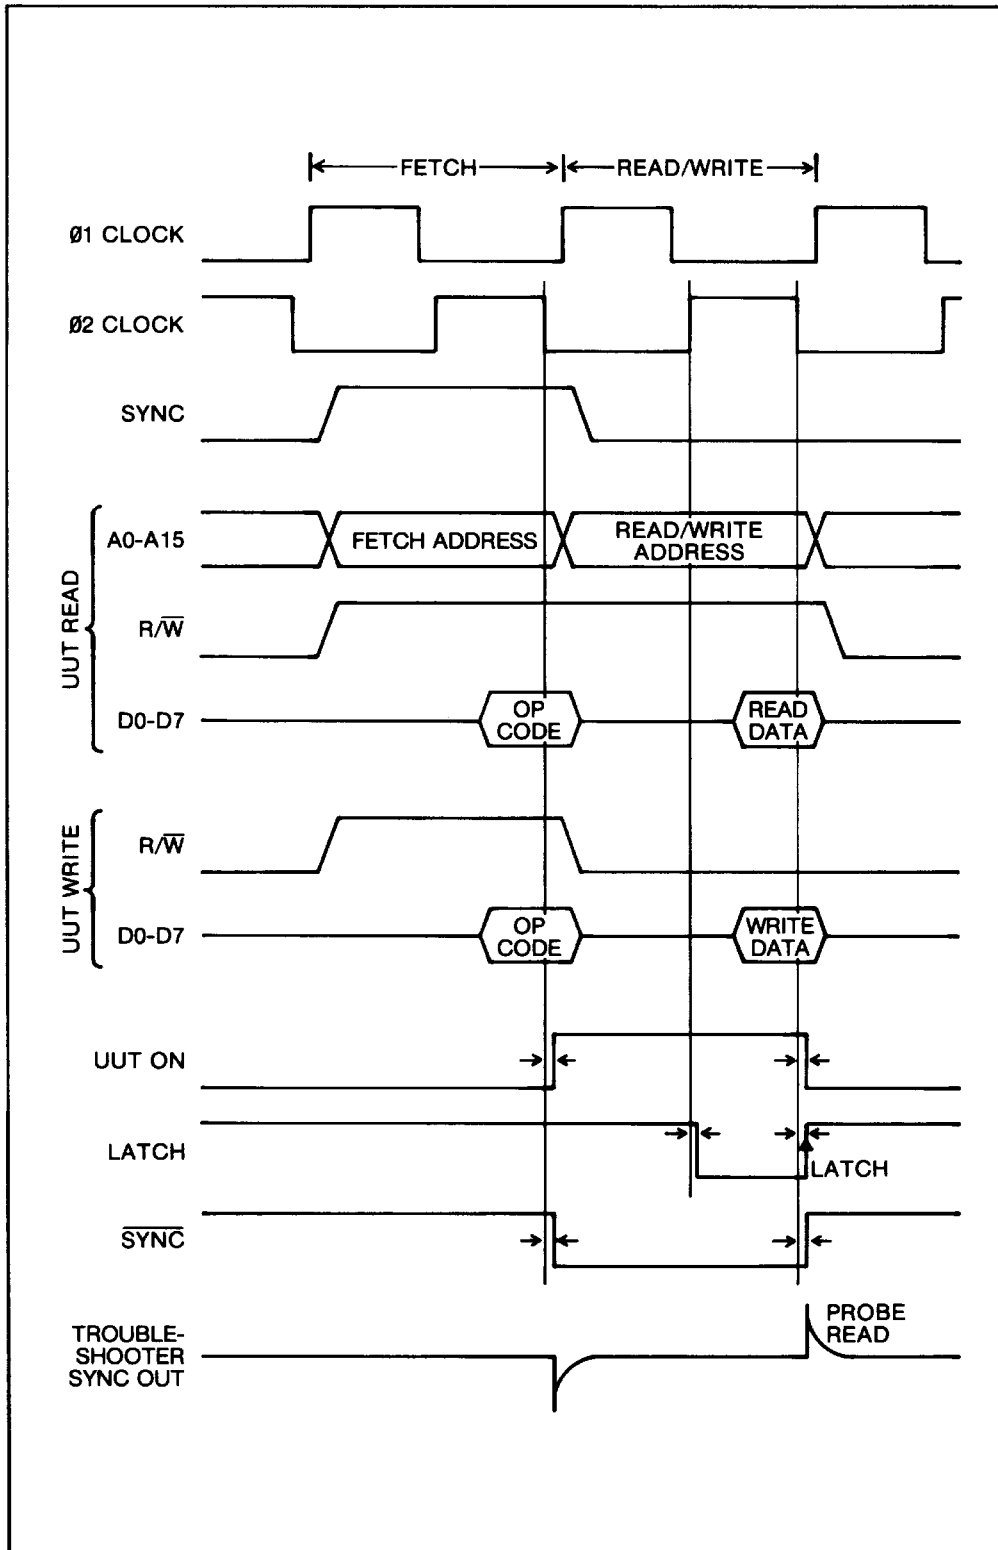 FETCH
READ/WRITE
Ø1 CLOCK
Ø2 CLOCK
SYNC
UUT READ
A0-A15
FETCH ADDRESS
READ/WRITE
ADDRESS
R/W̅
D0-D7
OP
CODE
READ
DATA
UUT WRITE
R/W̅
D0-D7
OP
CODE
WRITE
DATA
UUT ON
LATCH
LATCH
S̅Y̅N̅C̅
TROUBLE-
SHOOTER
SYNC OUT
PROBE
READ